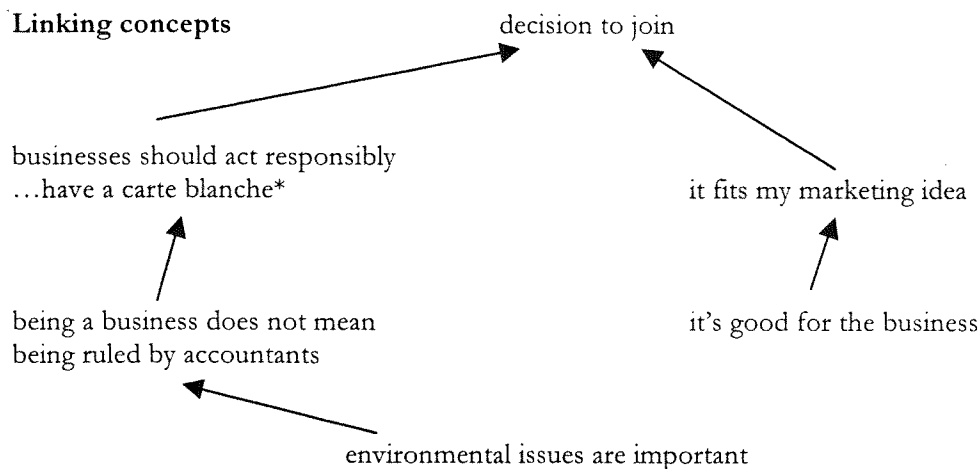 Linking concepts
decision to join
businesses should act responsibly
…have a carte blanche*
it fits my marketing idea
being a business does not mean
being ruled by accountants
it's good for the business
environmental issues are important